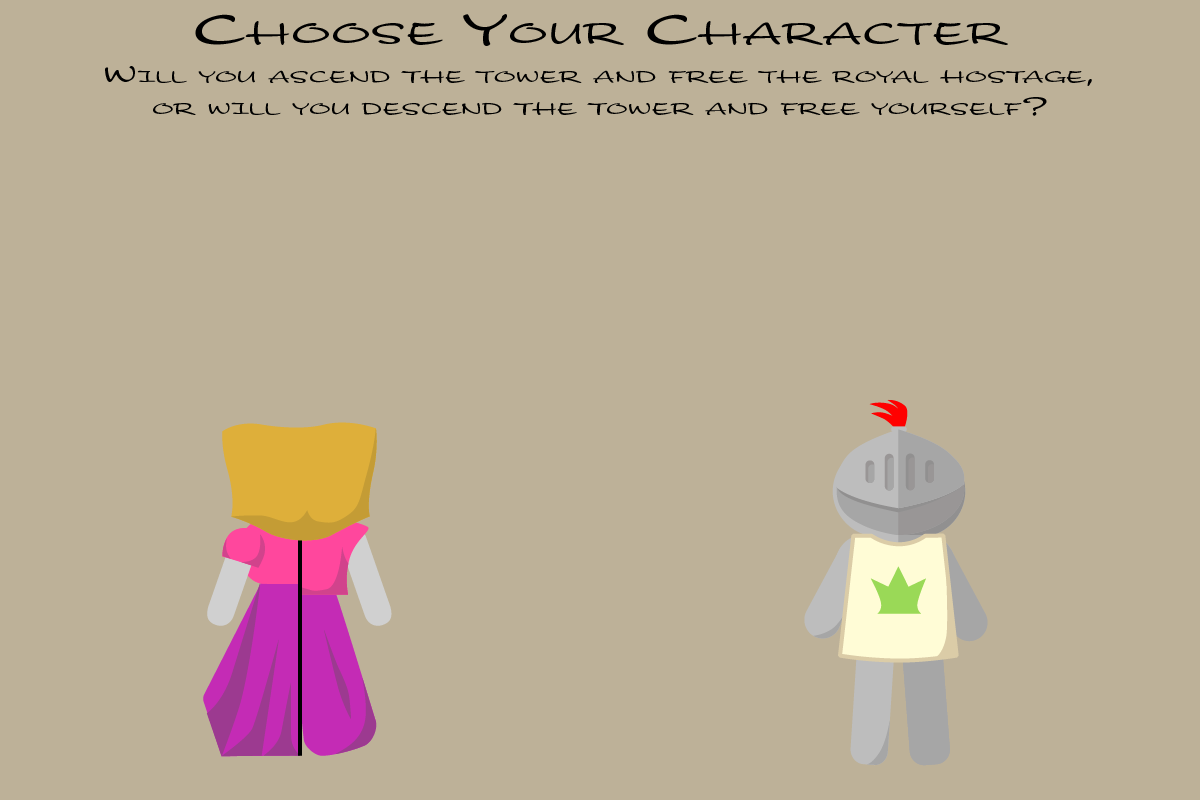 Choose Your Character
Will you ascend the tower and free the royal hostage,
or will you descend the tower and free yourself?